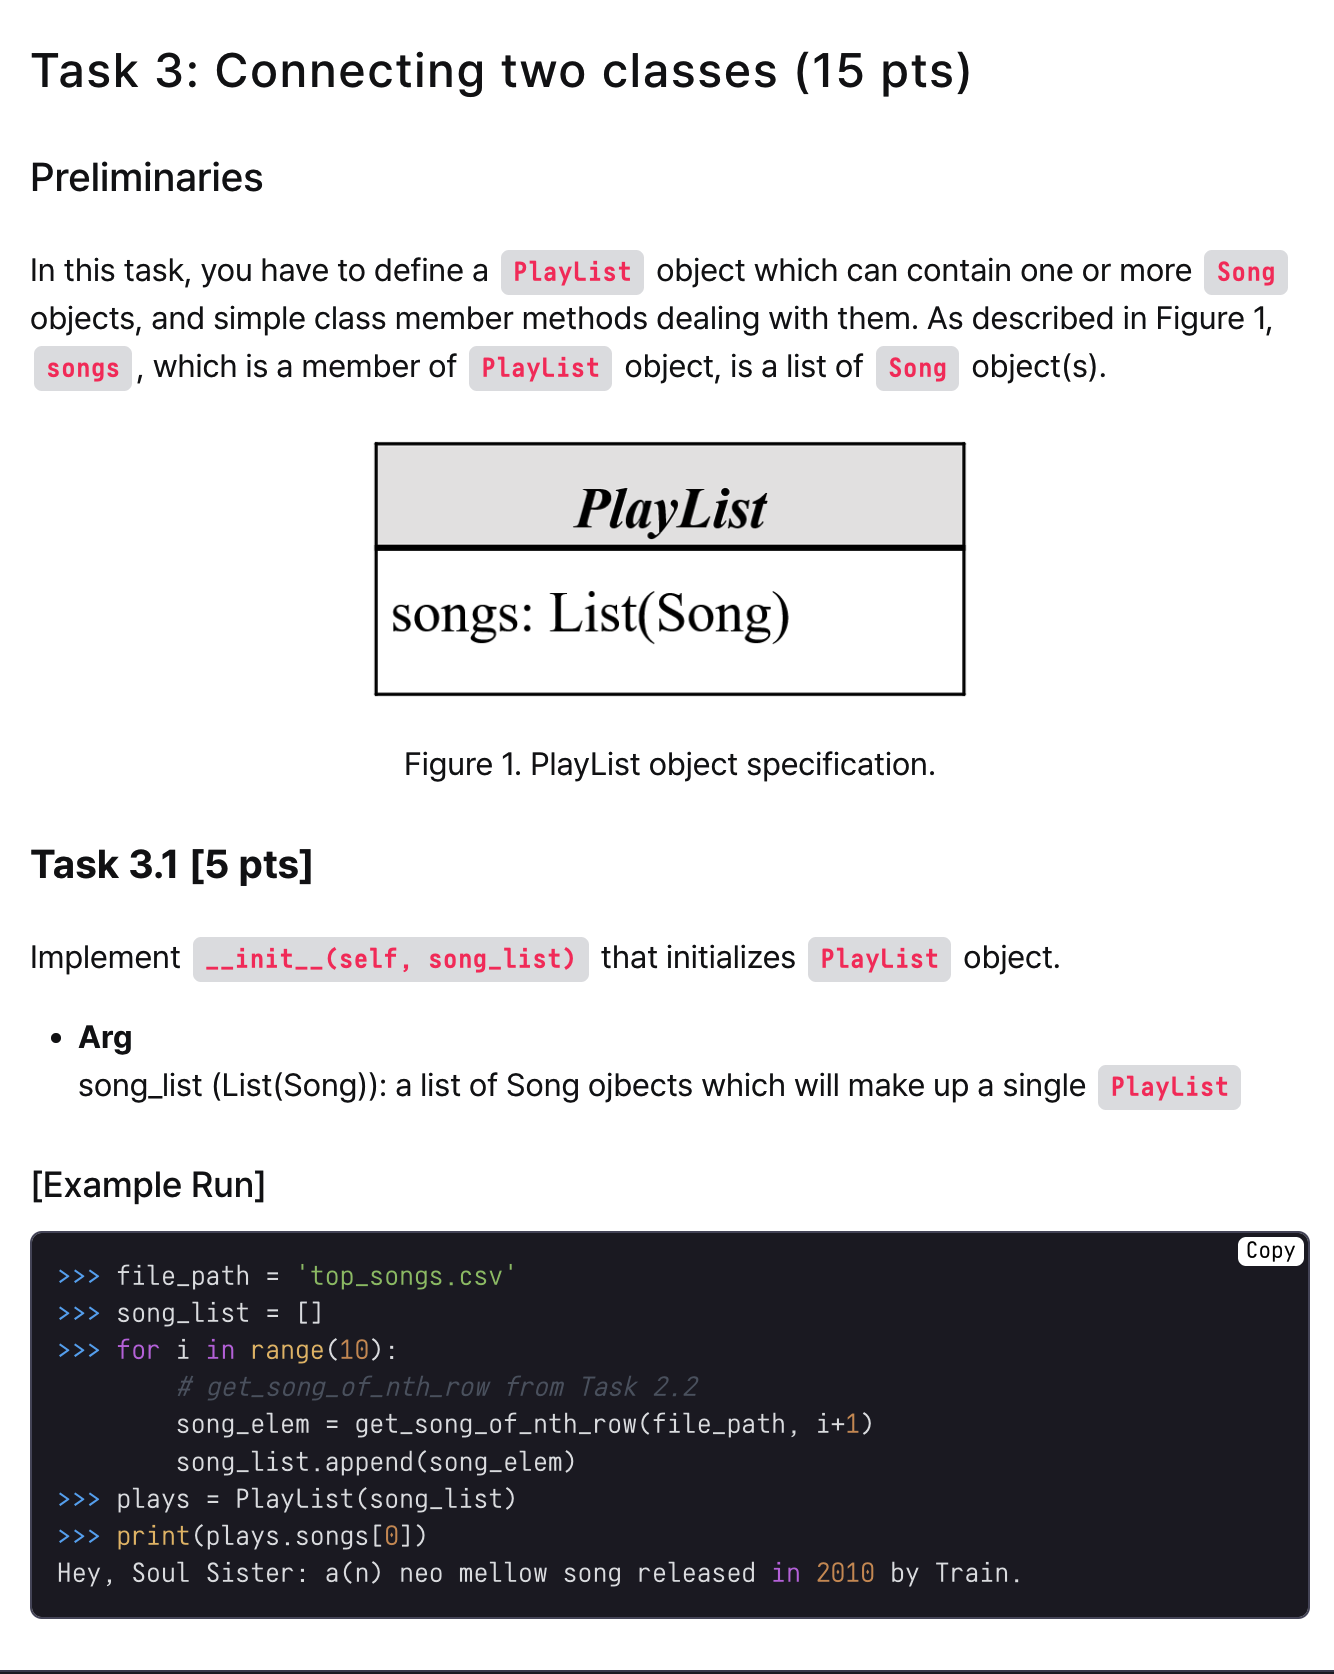 Task 3: Connecting two classes (15 pts)
Preliminaries
In this task, you have to define a PlayList object which can contain one or more Song
objects, and simple class member methods dealing with them. As described in Figure 1,
songs , which is a member of PlayList object, is a list of Song object(s).
PlayList
songs: List(Song)
Figure 1. PlayList object specification.
Task 3.1 [5 pts]
Implement __init__(self, song_list) that initializes PlayList object.
• Arg
song_list (List(Song)): a list of Song ojbects which will make up a single PlayList
[Example Run]
Copy
>>> file_path = 'top_songs.csv'
>>> song_list = []
>>> for i in range(10):
        # get_song_of_nth_row from Task 2.2
        song_elem = get_song_of_nth_row(file_path, i+1)
        song_list.append(song_elem)
>>> plays = PlayList(song_list)
>>> print(plays.songs[0])
Hey, Soul Sister: a(n) neo mellow song released in 2010 by Train.